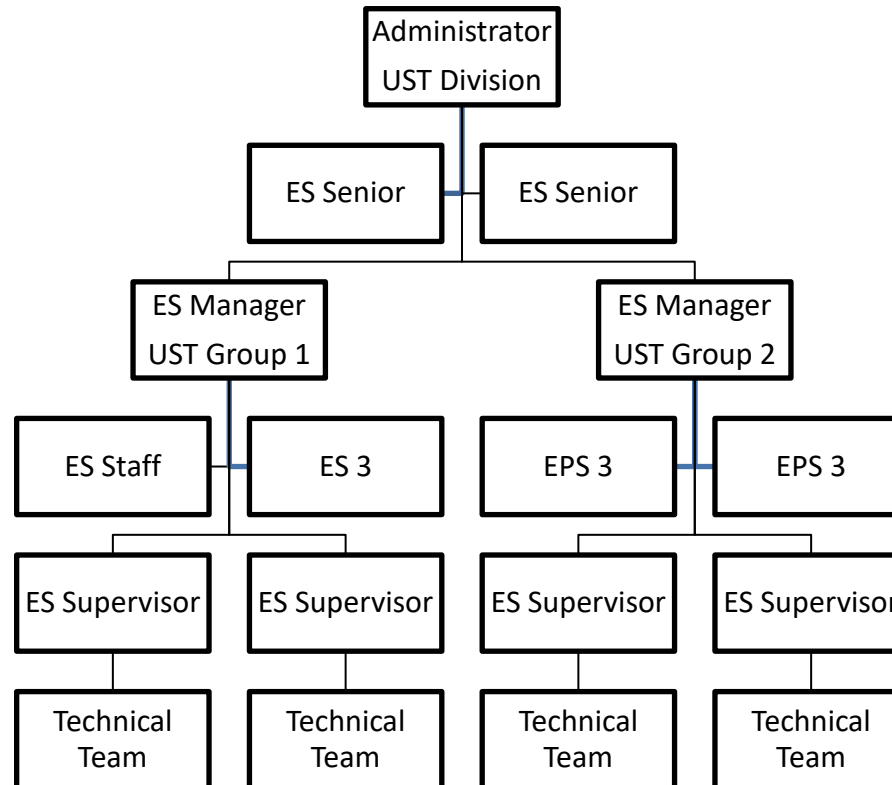 Administrator
UST Division
ES Senior
ES Senior
ES Manager
UST Group 1
ES Manager
UST Group 2
ES Staff
ES 3
EPS 3
EPS 3
ES Supervisor
ES Supervisor
ES Supervisor
ES Supervisor
Technical
Team
Technical
Team
Technical
Team
Technical
Team